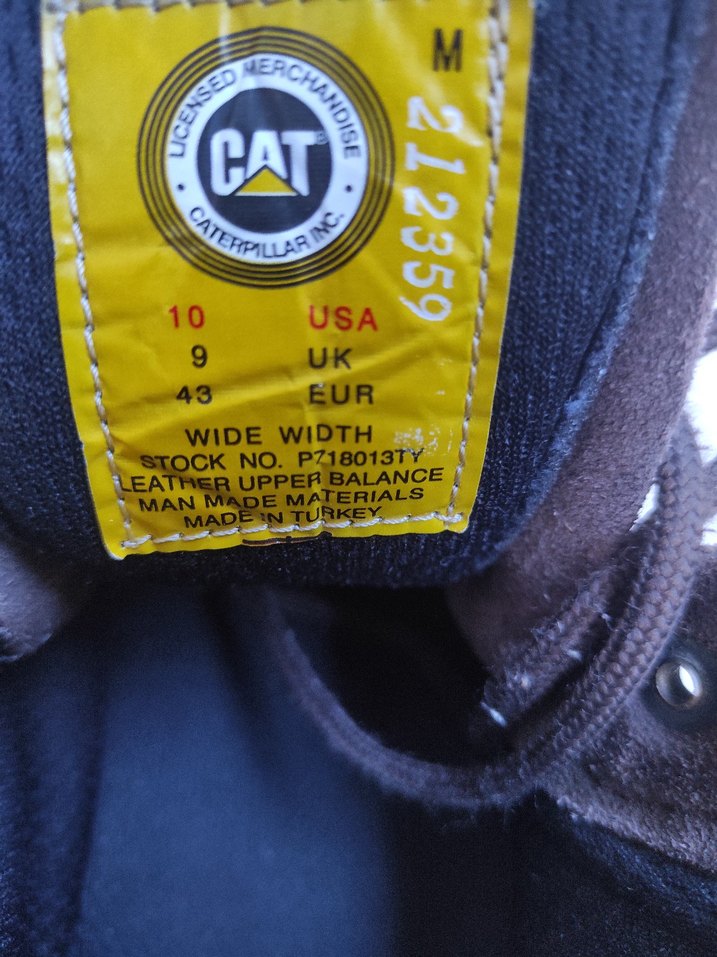 M
LICENSED MERCHANDISE
CAT®
CATERPILLAR INC.
212359
10 USA
9 UK
43 EUR
WIDE WIDTH
STOCK NO. P718013TY
LEATHER UPPER BALANCE
MAN MADE MATERIALS
MADE IN TURKEY